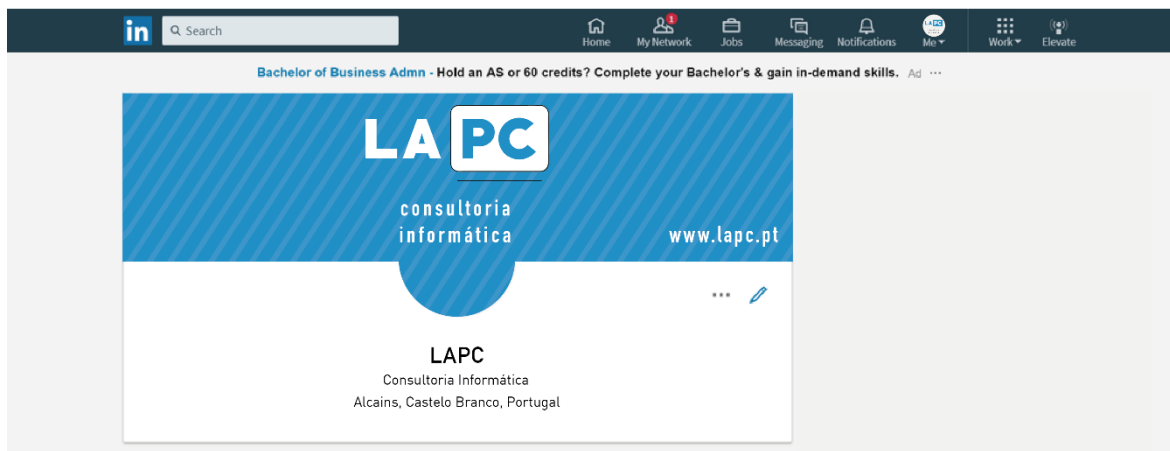 in
Search
Home
My Network
1
Jobs
Messaging
Notifications
Me
Work
Elevate
Bachelor of Business Admn - Hold an AS or 60 credits? Complete your Bachelor's & gain in-demand skills. Ad ···
LAPC
consultoria
informática
www.lapc.pt
LAPC
Consultoria Informática
Alcains, Castelo Branco, Portugal